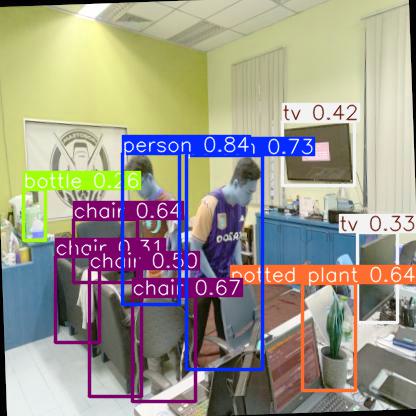 tv 0.42
person 0.84
0.73
bottle 0.26
chair 0.64
tv 0.33
chair 0.31
chair 0.50
potted plant 0.64
chair 0.67